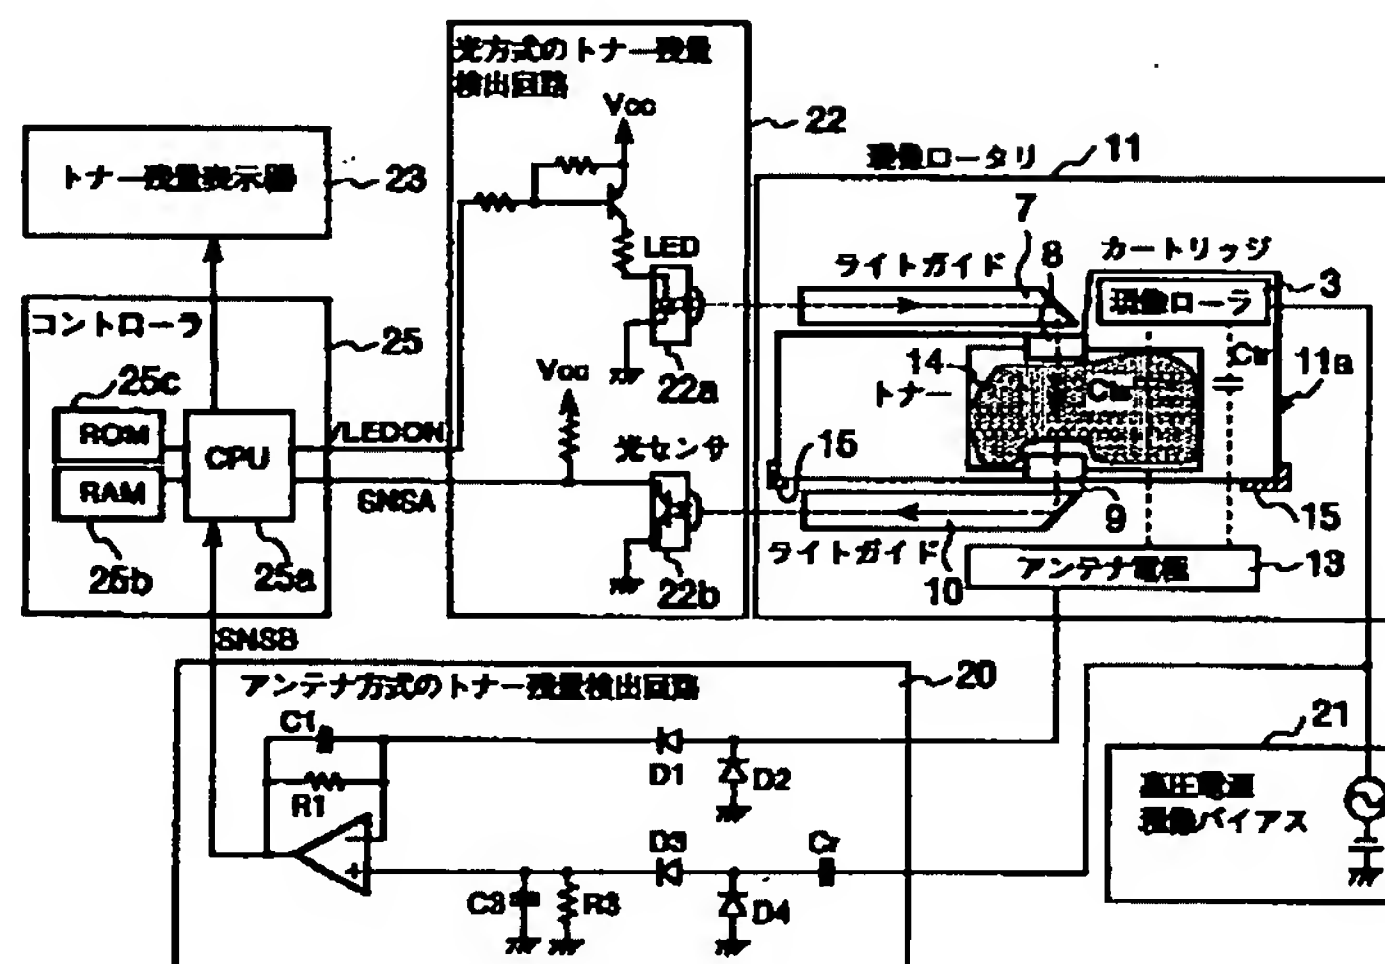 光方式のトナー残量
検出回路
Vcc
22
トナー残量表示器
23
現像ロータリ
11
7
LED
ライトガイド
8
カートリッジ
現像ローラ
3
コントローラ
25
22a
Vcc
14
トナー
Ctr
11a
25c
ROM
CPU
/LEDON
光センサ
RAM
SNSA
15
9
15
25b
25a
22b
ライトガイド
10
アンテナ電極
13
SNSB
アンテナ方式のトナー残量検出回路
20
C1
21
D1
D2
R1
高圧電源
現像バイアス
D3
Cr
C3
R3
D4